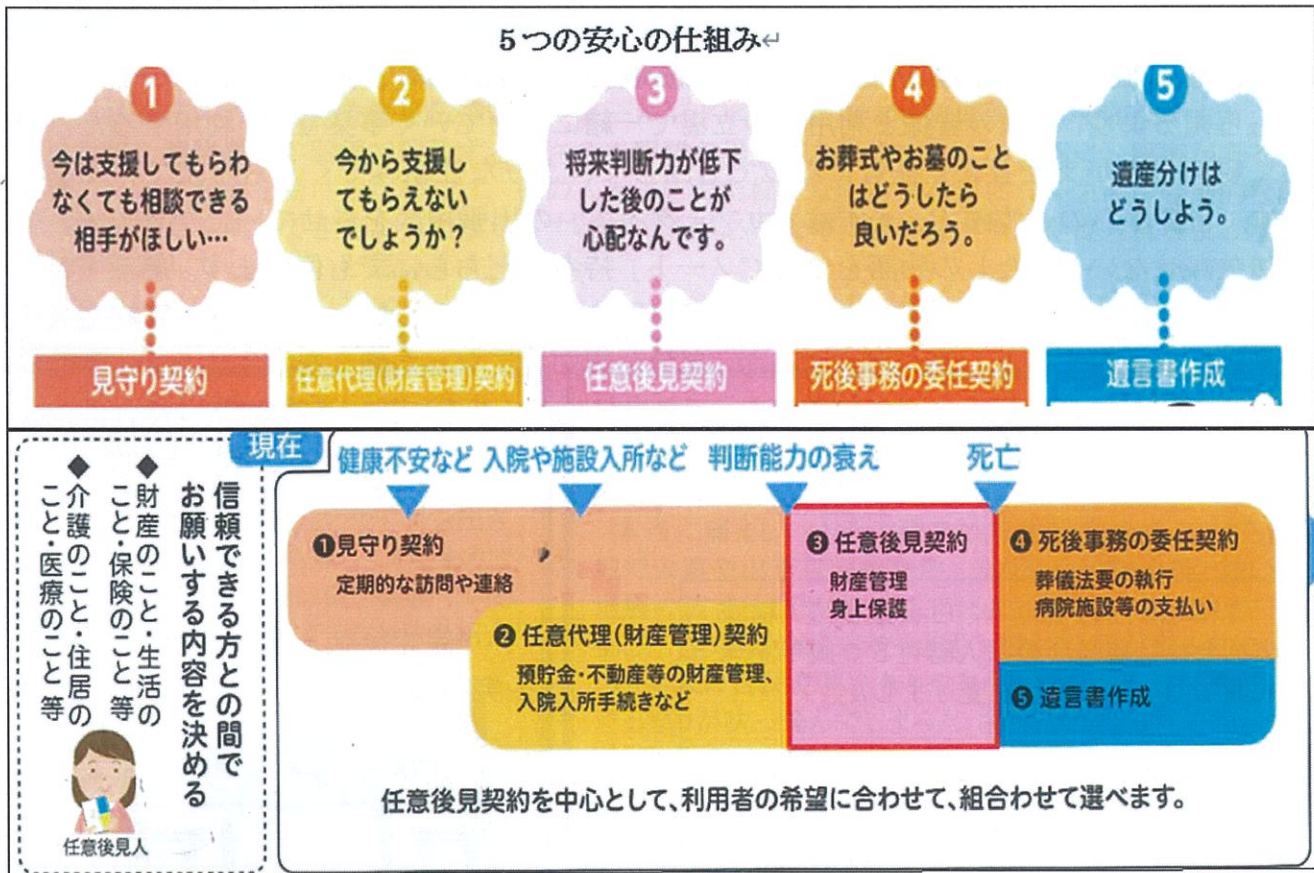 5つの安心の仕組み↵
1
今は支援してもらわ
なくても相談できる
相手がほしい…
見守り契約
2
今から支援し
てもらえない
でしょうか？
任意代理(財産管理)契約
3
将来判断力が低下
した後のことが
心配なんです。
任意後見契約
4
お葬式やお墓のこと
はどうしたら
良いだろう。
死後事務の委任契約
5
遺産分けは
どうしよう。
遺言書作成
信頼できる方との間で
お願いする内容を決める
◆財産のこと・生活の
こと・保険のこと等
◆介護のこと・住居の
こと・医療のこと等
任意後見人
現在
健康不安など
入院や施設入所など
判断能力の衰え
死亡
❶見守り契約
定期的な訪問や連絡
❷任意代理(財産管理)契約
預貯金・不動産等の財産管理、
入院入所手続きなど
❸任意後見契約
財産管理
身上保護
❹死後事務の委任契約
葬儀法要の執行
病院施設等の支払い
❺遺言書作成
任意後見契約を中心として、利用者の希望に合わせて、組合わせて選べます。